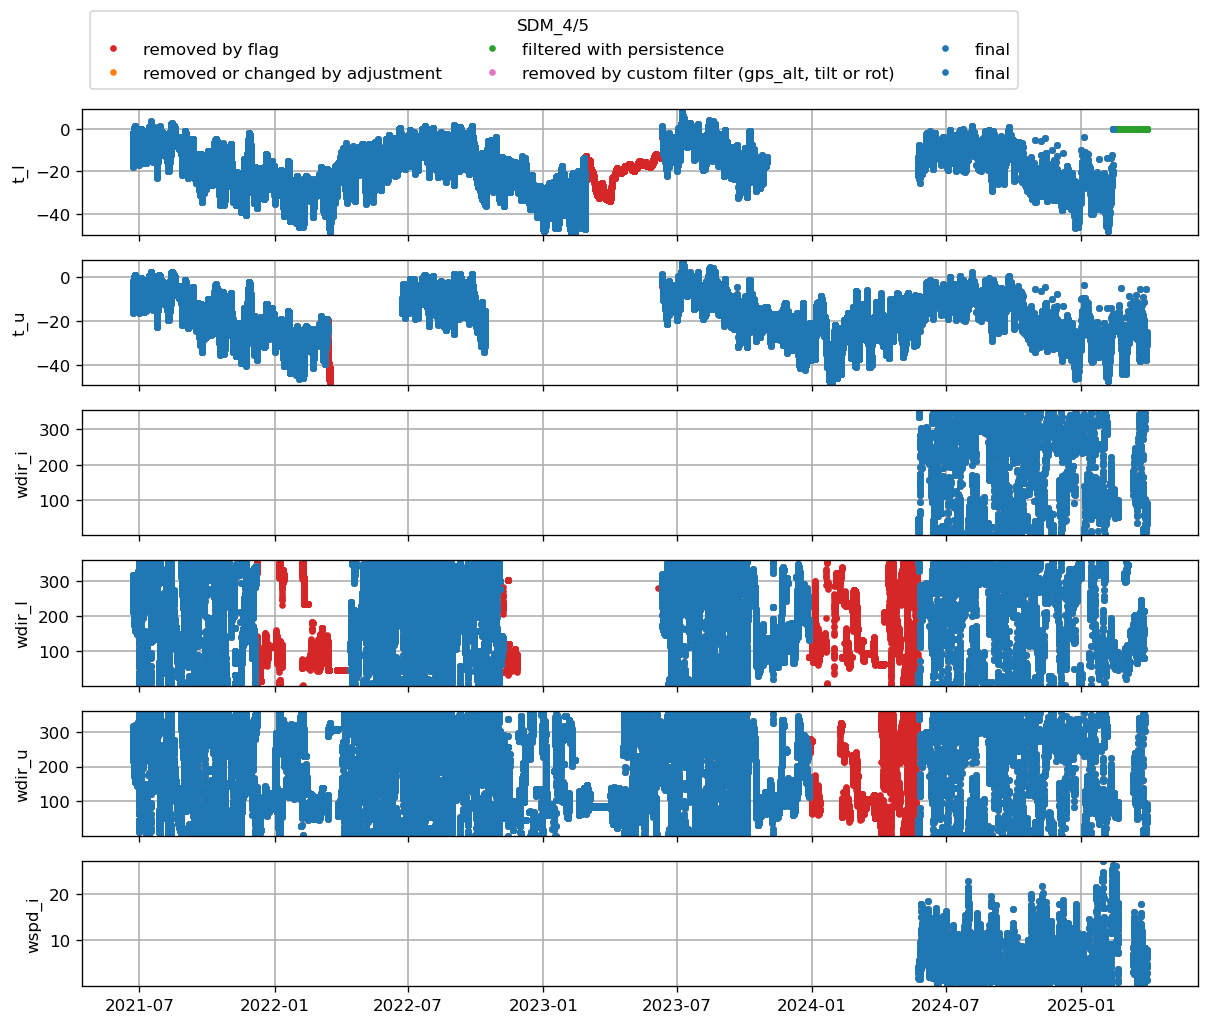 SDM_4/5
removed by flag
filtered with persistence
final
removed or changed by adjustment
removed by custom filter (gps_alt, tilt or rot)
final
0
−20
−40
t_l
0
−20
−40
t_u
300
200
100
wdir_i
300
200
100
wdir_l
300
200
100
wdir_u
20
10
wspd_i
2021-07
2022-01
2022-07
2023-01
2023-07
2024-01
2024-07
2025-01